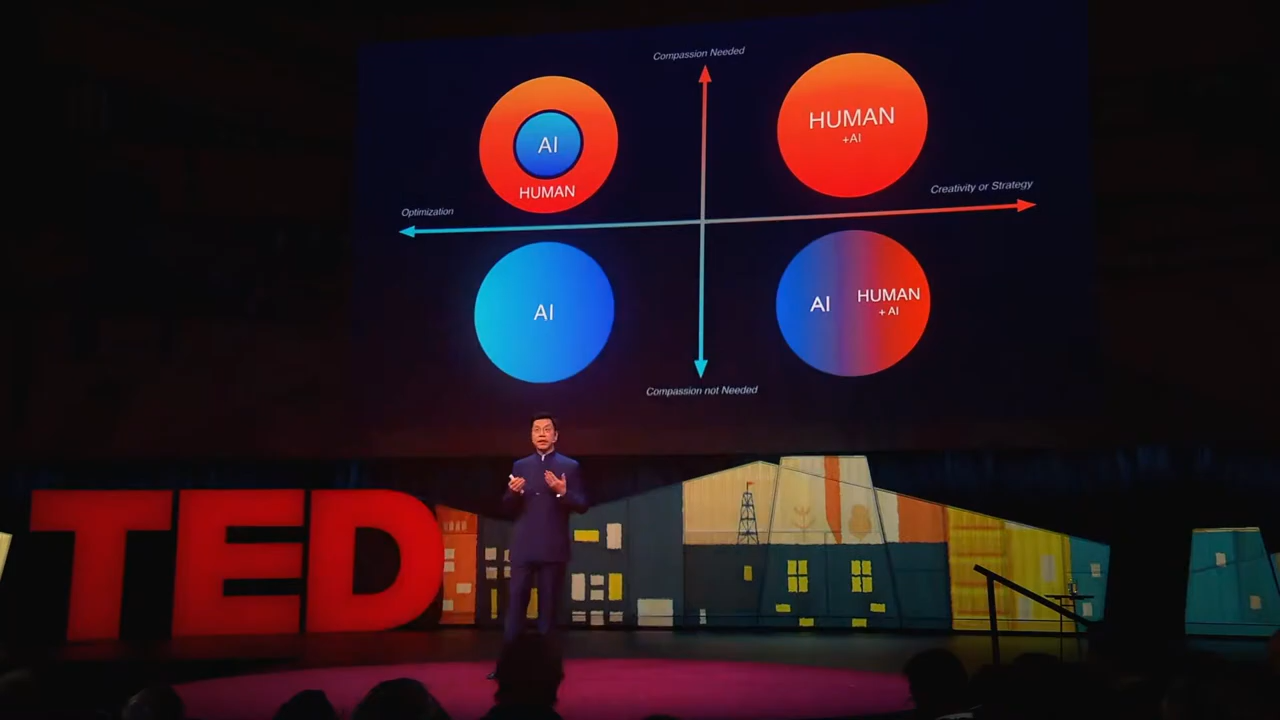 Compassion Needed
AI
HUMAN
HUMAN
+AI
Optimization
Creativity or Strategy
AI
AI
HUMAN
+ AI
Compassion not Needed
TED